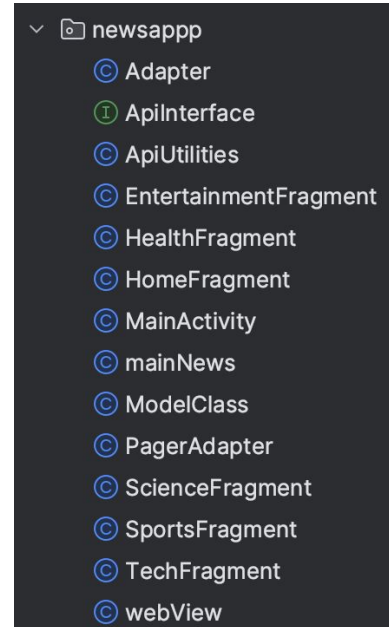 newsappp
C Adapter
I ApiInterface
C ApiUtilities
C EntertainmentFragment
C HealthFragment
C HomeFragment
C MainActivity
C mainNews
C ModelClass
C PagerAdapter
C ScienceFragment
C SportsFragment
C TechFragment
C webView